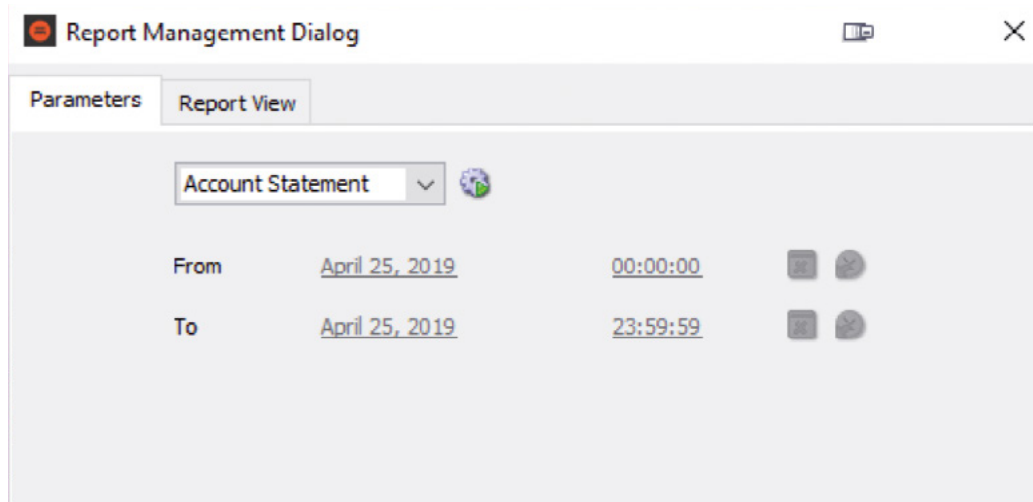 Report Management Dialog
Parameters Report View
Account Statement
From April 25, 2019 00:00:00
To April 25, 2019 23:59:59